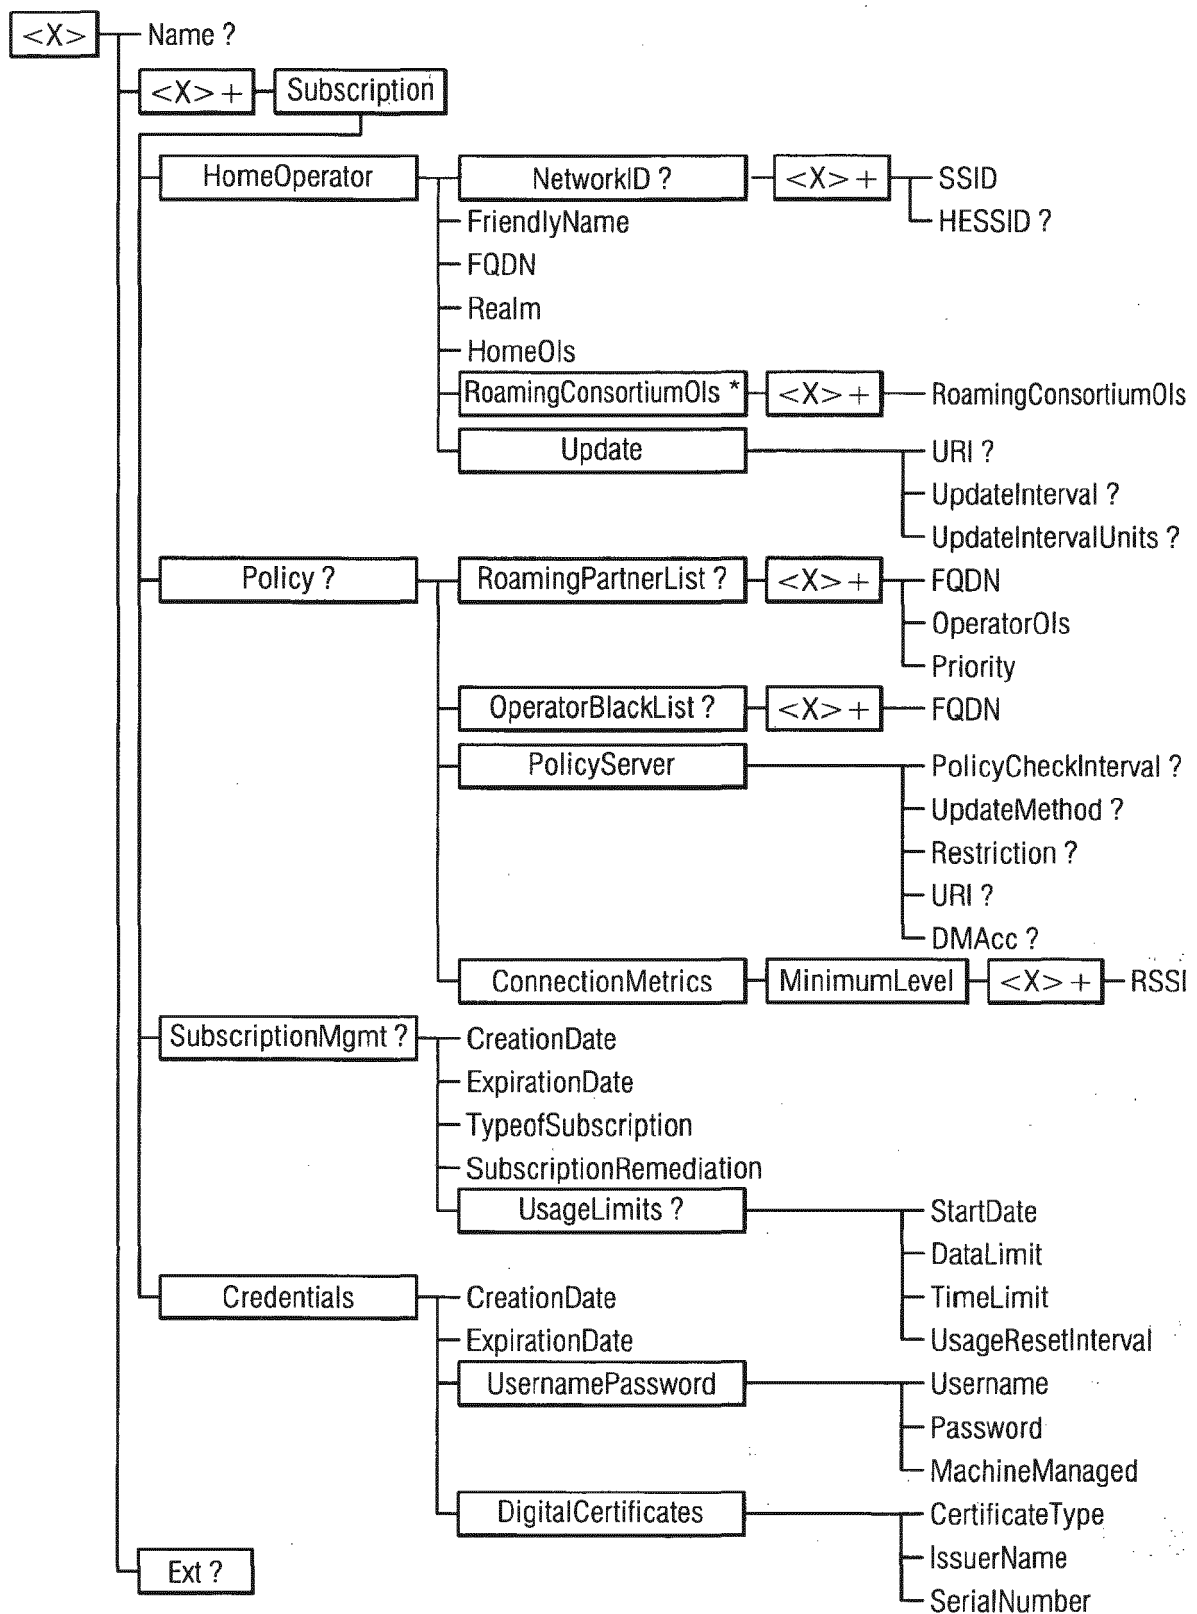 <X> Name ?
<X> + Subscription
HomeOperator NetworkID ? <X> + SSID
HESSID ?
FriendlyName
FQDN
Realm
HomeOIs
RoamingConsortiumOIs * <X> + RoamingConsortiumOIs
Update URI ?
UpdateInterval ?
UpdateIntervalUnits ?
Policy ? RoamingPartnerList ? <X> + FQDN
OperatorOIs
Priority
OperatorBlackList ? <X> + FQDN
PolicyServer PolicyCheckInterval ?
UpdateMethod ?
Restriction ?
URI ?
DMAcc ?
ConnectionMetrics MinimumLevel <X> + RSSI
SubscriptionMgmt ? CreationDate
ExpirationDate
TypeofSubscription
SubscriptionRemediation
UsageLimits ? StartDate
DataLimit
TimeLimit
UsageResetInterval
Credentials CreationDate
ExpirationDate
UsernamePassword Username
Password
MachineManaged
DigitalCertificates CertificateType
IssuerName
SerialNumber
Ext ?